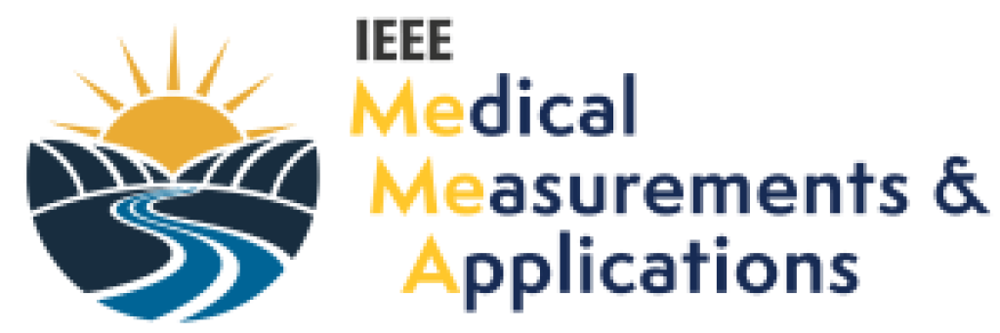 IEEE
Medical
Measurements &
Applications